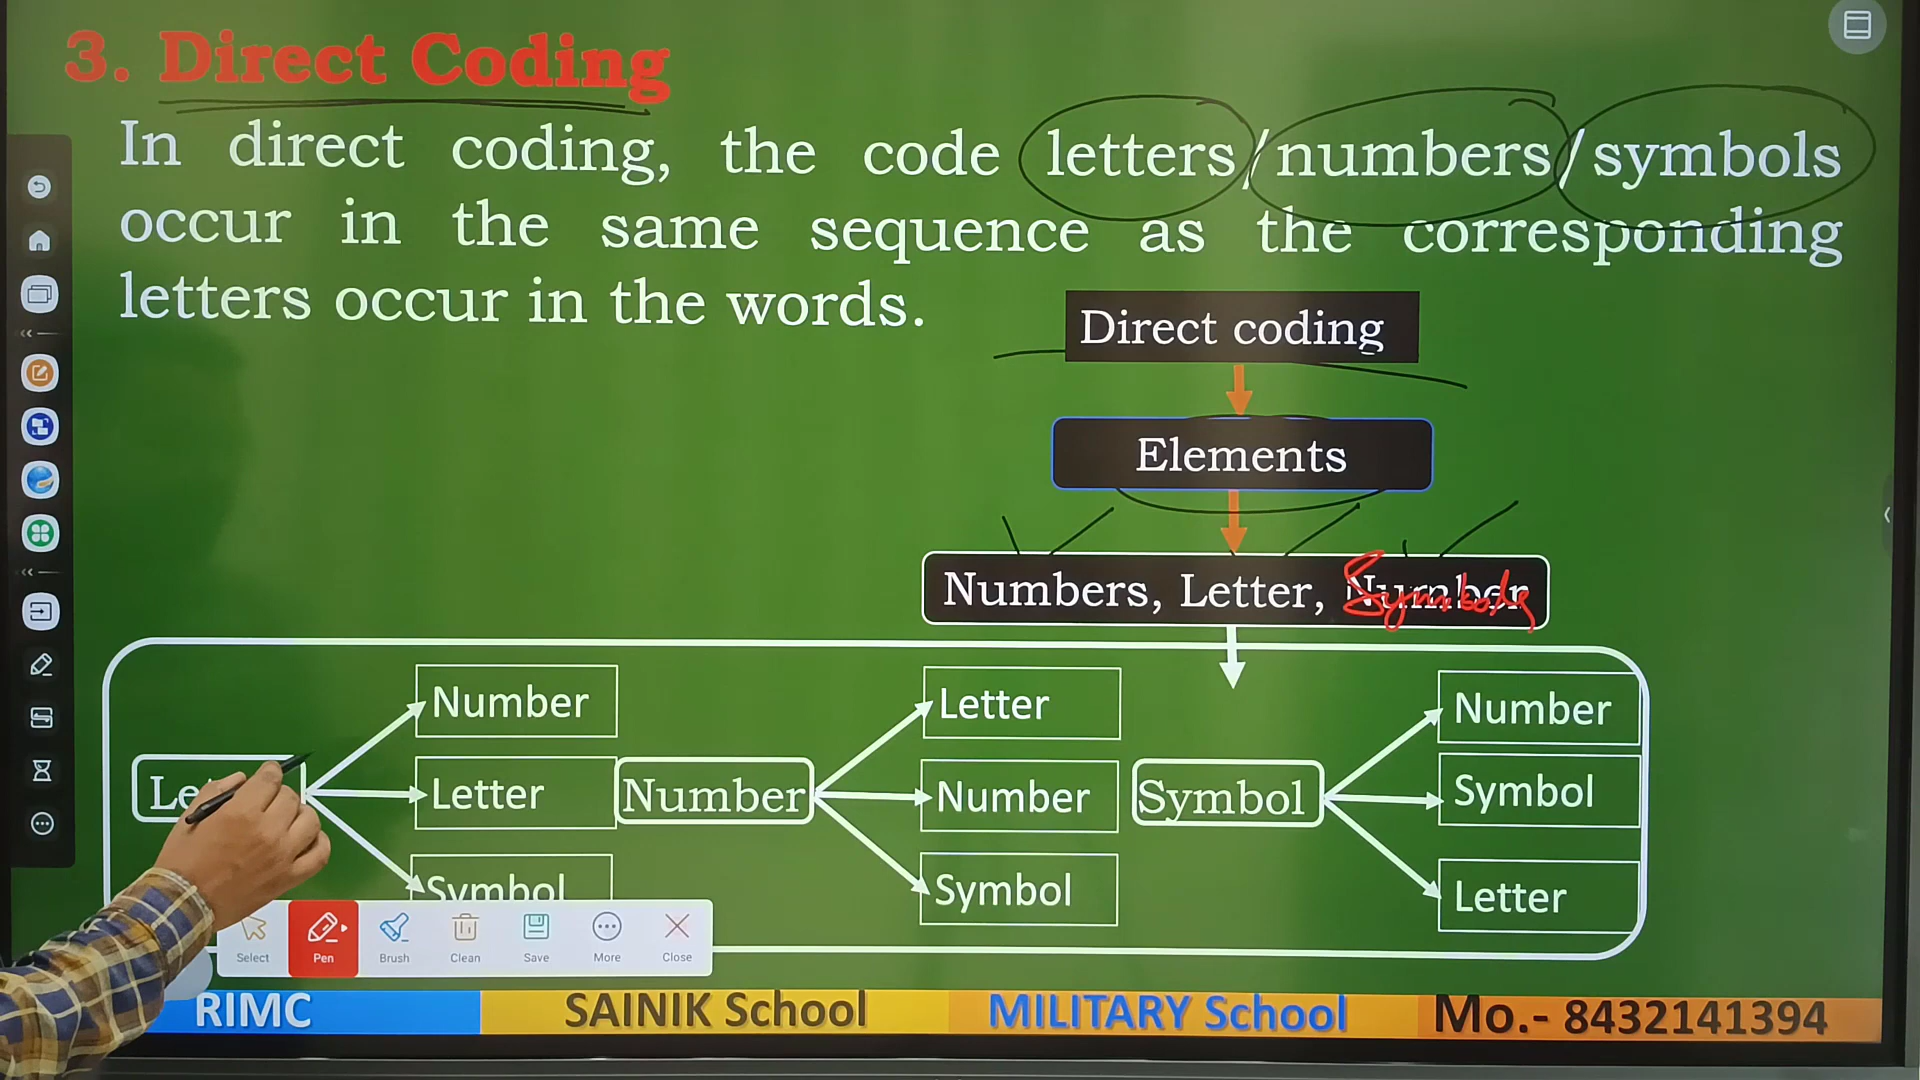 3. Direct Coding
In direct coding, the code letters/numbers/symbols
occur in the same sequence as the corresponding
letters occur in the words.
Direct coding
Elements
Numbers, Letter, Symbols
Number
Letter
Symbol
Number
Letter
Number
Symbol
Symbol
Number
Symbol
Letter
Select
Pen
Brush
Clean
Save
More
Close
RIMC
SAINIK School
MILITARY School
Mo.- 8432141394